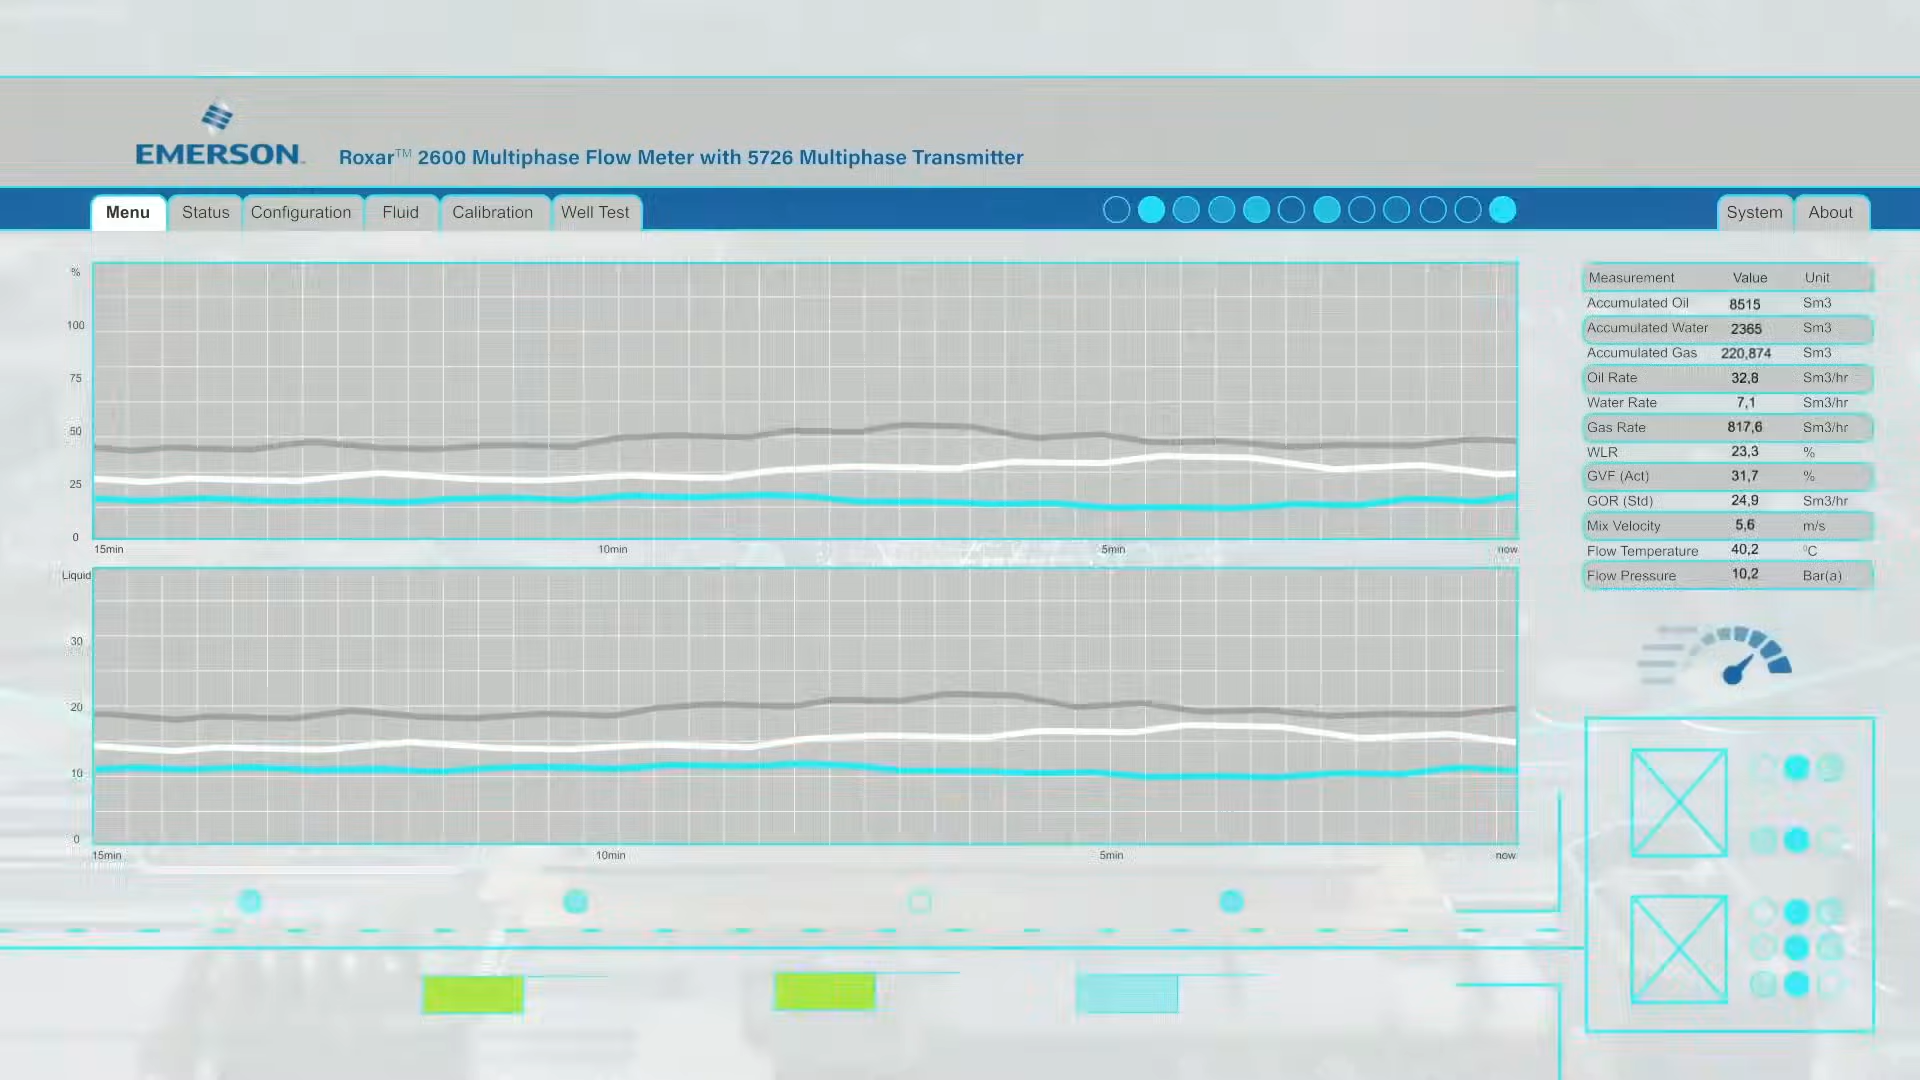 EMERSON
Roxar™ 2600 Multiphase Flow Meter with 5726 Multiphase Transmitter
Menu Status Configuration Fluid Calibration Well Test System About
%
100
75
50
25
0
15min 10min 5min now
Liquid
30
20
10
0
15min 10min 5min now
Measurement Value Unit
Accumulated Oil 8515 Sm3
Accumulated Water 2365 Sm3
Accumulated Gas 220,874 Sm3
Oil Rate 32,8 Sm3/hr
Water Rate 7,1 Sm3/hr
Gas Rate 817,6 Sm3/hr
WLR 23,3 %
GVF (Act) 31,7 %
GOR (Std) 24,9 Sm3/hr
Mix Velocity 5,6 m/s
Flow Temperature 40,2 °C
Flow Pressure 10,2 Bar(a)